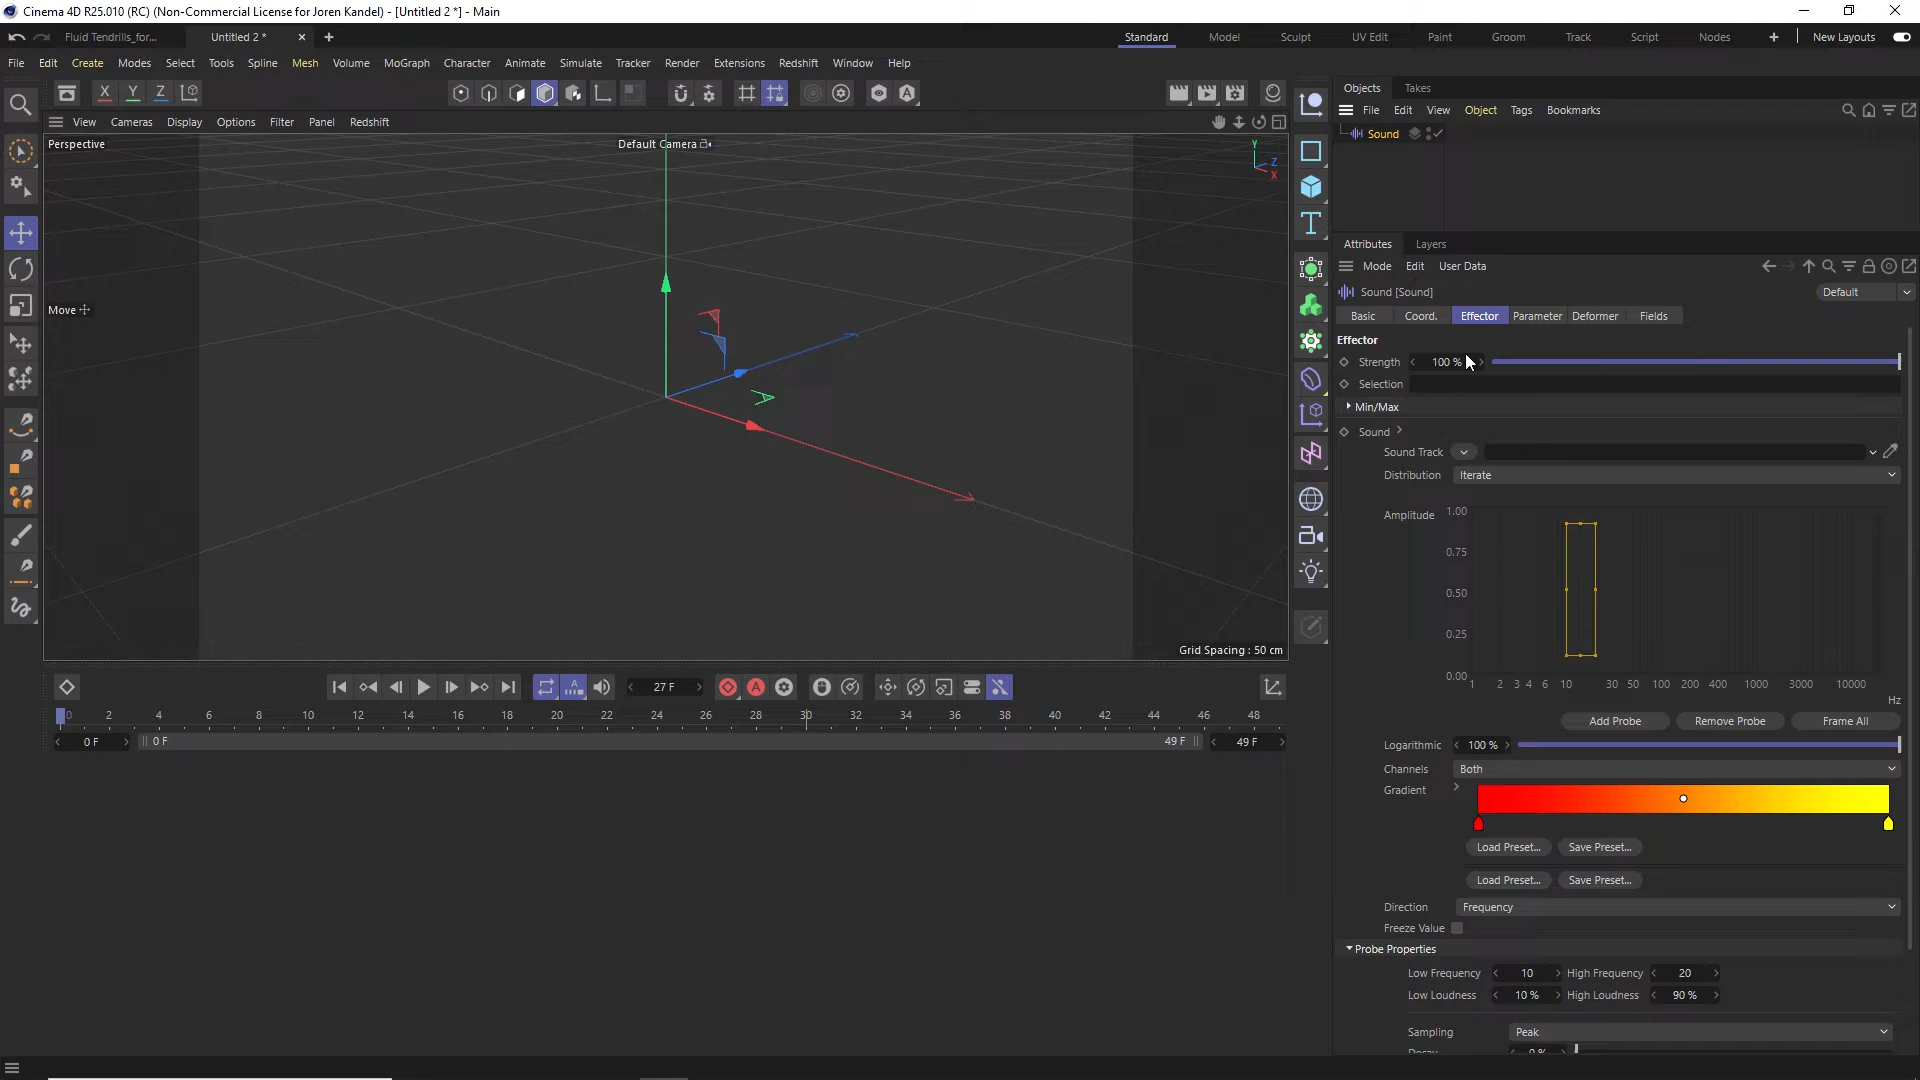 Cinema 4D R25.010 (RC) (Non-Commercial License for Joren Kandel) - [Untitled 2 *] - Main
Fluid Tendrills_for...
Untitled 2 *
Standard
Model
Sculpt
UV Edit
Paint
Groom
Track
Script
Nodes
New Layouts
File Edit Create Modes Select Tools Spline Mesh Volume MoGraph Character Animate Simulate Tracker Render Extensions Redshift Window Help
X Y Z
View Cameras Display Options Filter Panel Redshift
Perspective
Default Camera
Y
Z
X
Move
Grid Spacing : 50 cm
27 F
0 2 4 6 8 10 12 14 16 18 20 22 24 26 28 30 32 34 36 38 40 42 44 46 48
0 F
0 F
49 F
49 F
Objects Takes
File Edit View Object Tags Bookmarks
Sound
Attributes Layers
Mode Edit User Data
Sound [Sound]
Default
Basic Coord. Effector Parameter Deformer Fields
Effector
Strength 100 %
Selection
Min/Max
Sound
Sound Track
Distribution Iterate
Amplitude
1.00
0.75
0.50
0.25
0.00
1 2 3 4 6 10 30 50 100 200 400 1000 3000 10000
Hz
Add Probe Remove Probe Frame All
Logarithmic 100 %
Channels Both
Gradient
Load Preset... Save Preset...
Load Preset... Save Preset...
Direction Frequency
Freeze Value
Probe Properties
Low Frequency 10 High Frequency 20
Low Loudness 10 % High Loudness 90 %
Sampling Peak
Decay 0 %